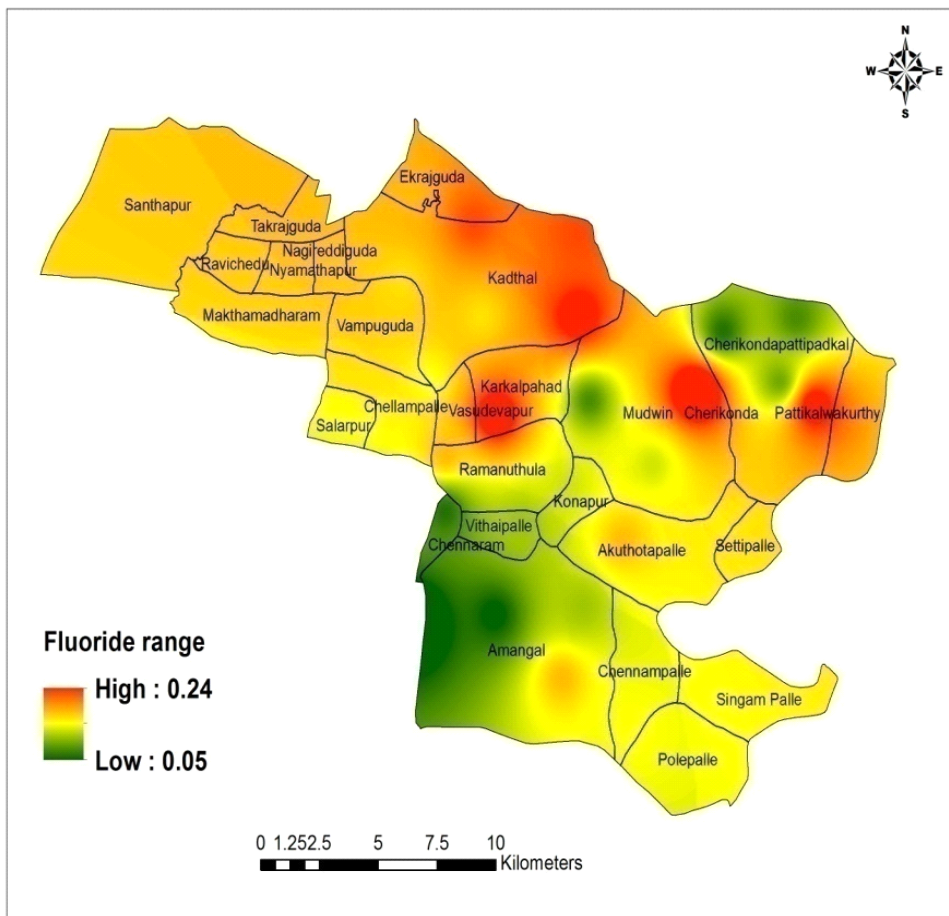 N
W E
S
Ekrajguda
Santhapur
Takrajguda
Nagireddiguda
Ravichedu
Nyamathapur
Kadthal
Makthamadharam
Vampuguda
Cherikondapattipadkal
Karkalpahad
Chellampalle
Vasudevapur
Mudwin
Cherikonda
Pattikalwakurthy
Salarpur
Ramanuthula
Konapur
Vithaipalle
Chennaram
Akuthotapalle
Settipalle
Amangal
Chennampalle
Singam Palle
Polepalle
Fluoride range
High : 0.24
Low : 0.05
0 1.252.5 5 7.5 10
Kilometers